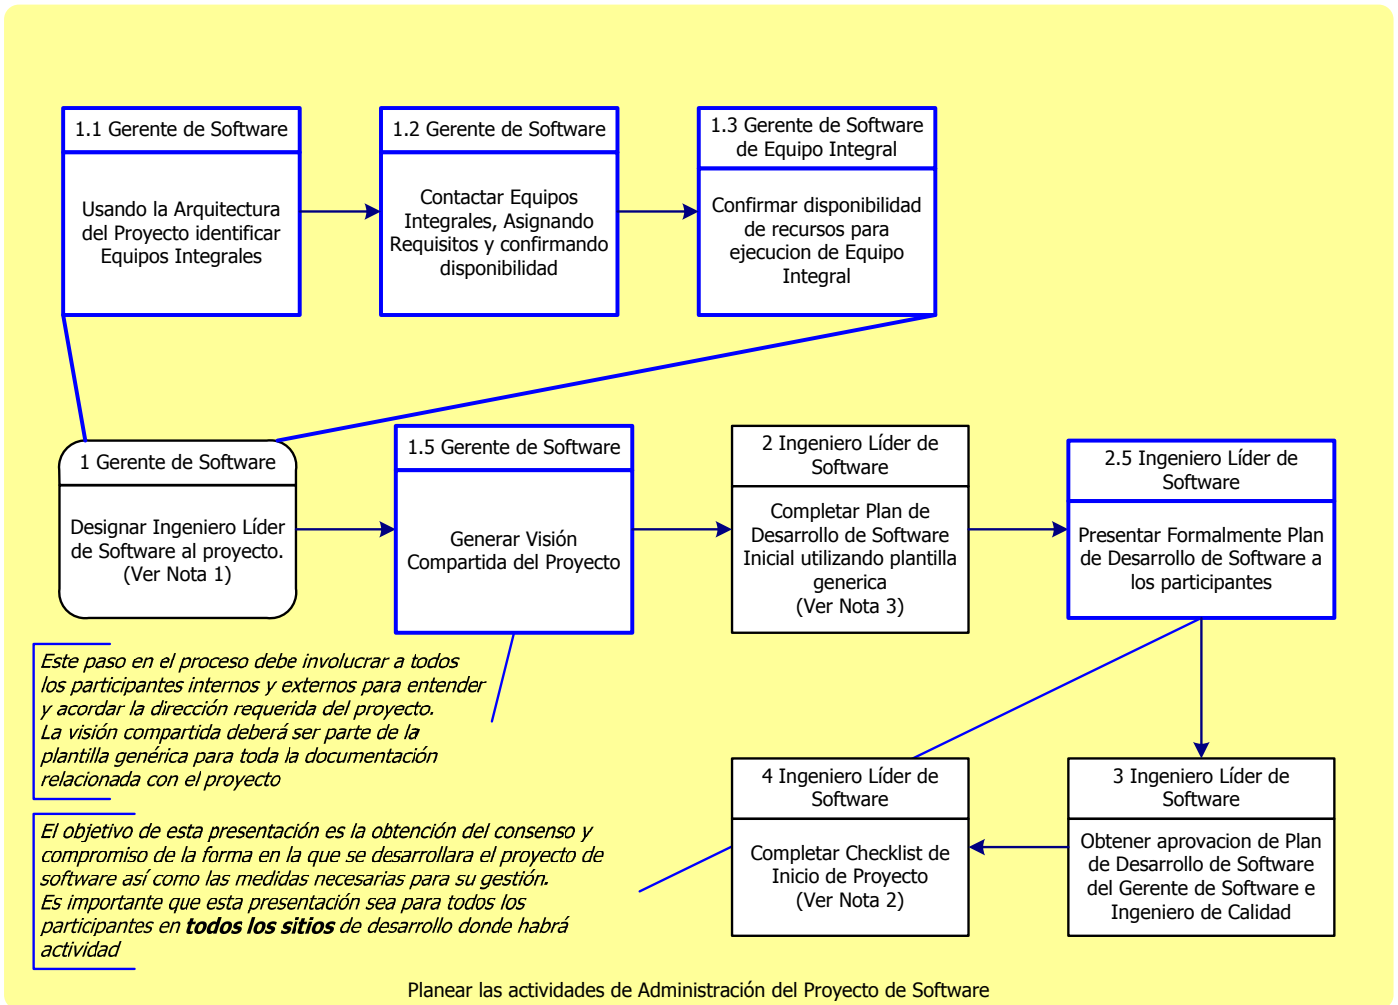 1.1 Gerente de Software
Usando la Arquitectura
del Proyecto identificar
Equipos Integrales
1.2 Gerente de Software
Contactar Equipos
Integrales, Asignando
Requisitos y confirmando
disponibilidad
1.3 Gerente de Software
de Equipo Integral
Confirmar disponibilidad
de recursos para
ejecucion de Equipo
Integral
1 Gerente de Software
Designar Ingeniero Líder
de Software al proyecto.
(Ver Nota 1)
1.5 Gerente de Software
Generar Visión
Compartida del Proyecto
2 Ingeniero Líder de
Software
Completar Plan de
Desarrollo de Software
Inicial utilizando plantilla
generica
(Ver Nota 3)
2.5 Ingeniero Líder de
Software
Presentar Formalmente Plan
de Desarrollo de Software a
los participantes
Este paso en el proceso debe involucrar a todos
los participantes internos y externos para entender
y acordar la dirección requerida del proyecto.
La visión compartida deberá ser parte de la
plantilla genérica para toda la documentación
relacionada con el proyecto
4 Ingeniero Líder de
Software
Completar Checklist de
Inicio de Proyecto
(Ver Nota 2)
3 Ingeniero Líder de
Software
Obtener aprovacion de Plan
de Desarrollo de Software
del Gerente de Software e
Ingeniero de Calidad
El objetivo de esta presentación es la obtención del consenso y
compromiso de la forma en la que se desarrollara el proyecto de
software así como las medidas necesarias para su gestión.
Es importante que esta presentación sea para todos los
participantes en todos los sitios de desarrollo donde habrá
actividad
Planear las actividades de Administración del Proyecto de Software